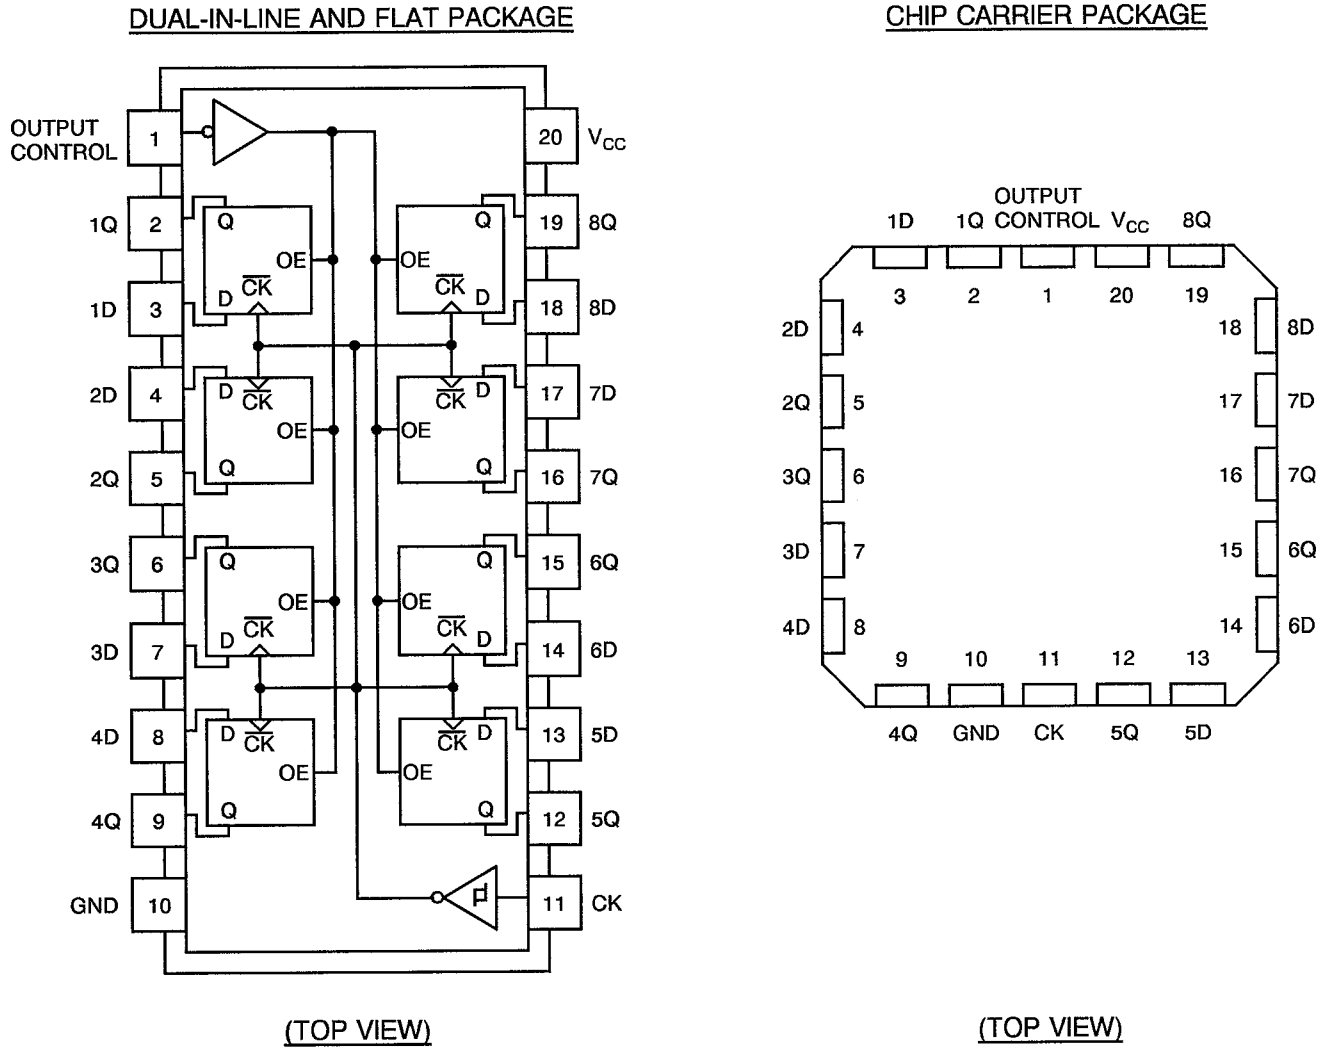 DUAL-IN-LINE AND FLAT PACKAGE
OUTPUT
CONTROL
1
20
VCC
1Q
2
Q
Q
19
8Q
OE
OE
CK
CK
1D
3
D
D
18
8D
2D
4
D
CK
CK
D
17
7D
OE
OE
2Q
5
Q
Q
16
7Q
3Q
6
Q
Q
15
6Q
OE
OE
CK
CK
3D
7
D
D
14
6D
4D
8
D
CK
CK
D
13
5D
OE
OE
4Q
9
Q
Q
12
5Q
GND
10
11
CK
(TOP VIEW)
CHIP CARRIER PACKAGE
OUTPUT
1D 1Q CONTROL VCC 8Q
3 2 1 20 19
2D 4 18 8D
2Q 5 17 7D
3Q 6 16 7Q
3D 7 15 6Q
4D 8 14 6D
9 10 11 12 13
4Q GND CK 5Q 5D
(TOP VIEW)